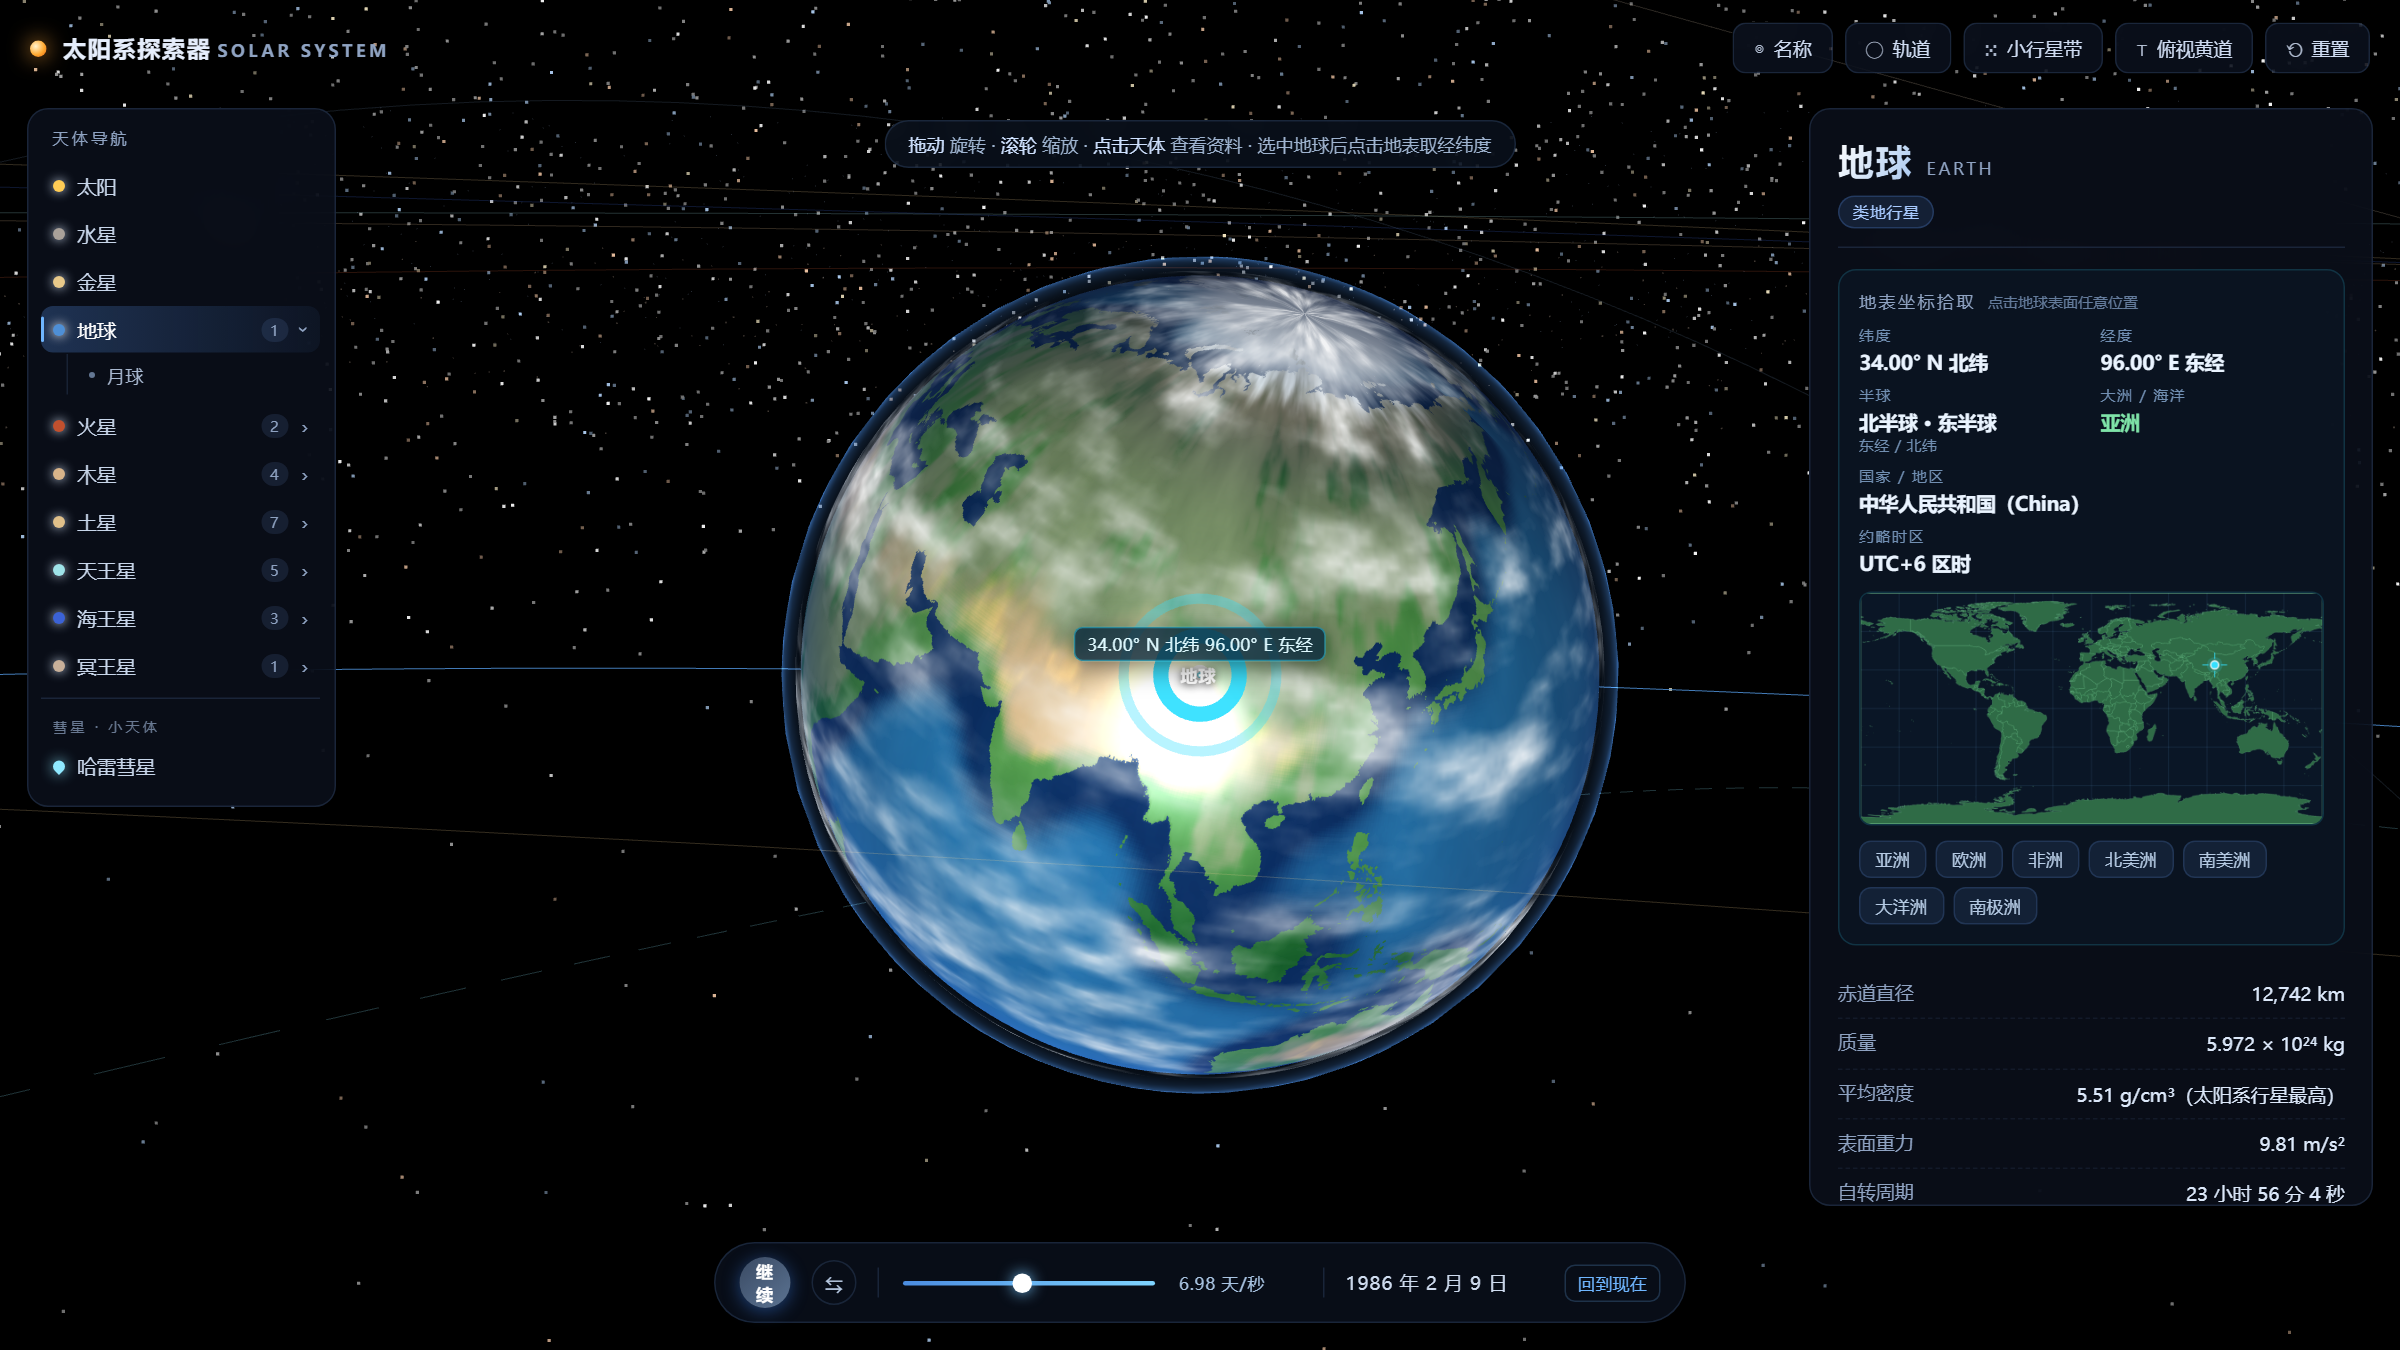 太阳系探索器 SOLAR SYSTEM
名称
轨道
小行星带
俯视黄道
重置
天体导航
太阳
水星
金星
地球 1
月球
火星 2
木星 4
土星 7
天王星 5
海王星 3
冥王星 1
彗星 · 小天体
哈雷彗星
拖动 旋转 · 滚轮 缩放 · 点击天体 查看资料 · 选中地球后点击地表取经纬度
34.00° N 北纬 96.00° E 东经
地球
地球 EARTH
类地行星
地表坐标拾取 点击地球表面任意位置
纬度 经度
34.00° N 北纬 96.00° E 东经
半球 大洲 / 海洋
北半球 · 东半球 亚洲
东经 / 北纬
国家 / 地区
中华人民共和国（China）
约略时区
UTC+6 区时
亚洲 欧洲 非洲 北美洲 南美洲
大洋洲 南极洲
赤道直径 12,742 km
质量 5.972 × 10²⁴ kg
平均密度 5.51 g/cm³（太阳系行星最高）
表面重力 9.81 m/s²
自转周期 23 小时 56 分 4 秒
继
续
6.98 天/秒
1986 年 2 月 9 日
回到现在